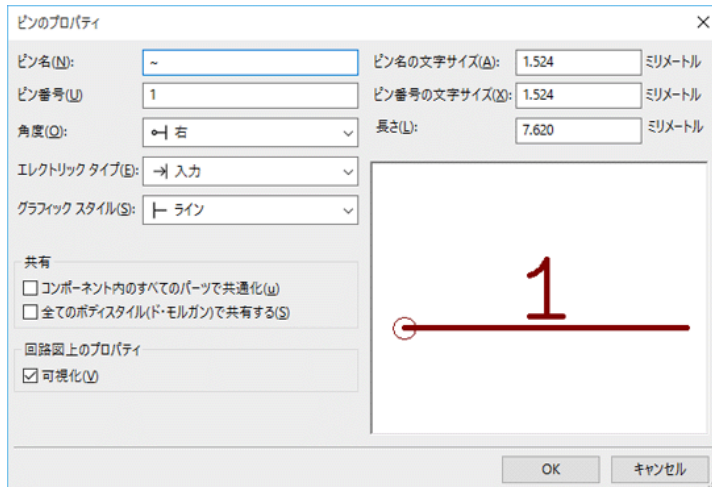 ピンのプロパティ
ピン名(N): ~
ピン番号(U) 1
角度(O): 右
エレクトリック タイプ(E): 入力
グラフィック スタイル(S): ライン
共有
コンポーネント内のすべてのパーツで共通化(u)
全てのボディスタイル(ド・モルガン)で共有する(S)
回路図上のプロパティ
可視化(V)
ピン名の文字サイズ(A): 1.524 ミリメートル
ピン番号の文字サイズ(X): 1.524 ミリメートル
長さ(L): 7.620 ミリメートル
1
OK キャンセル